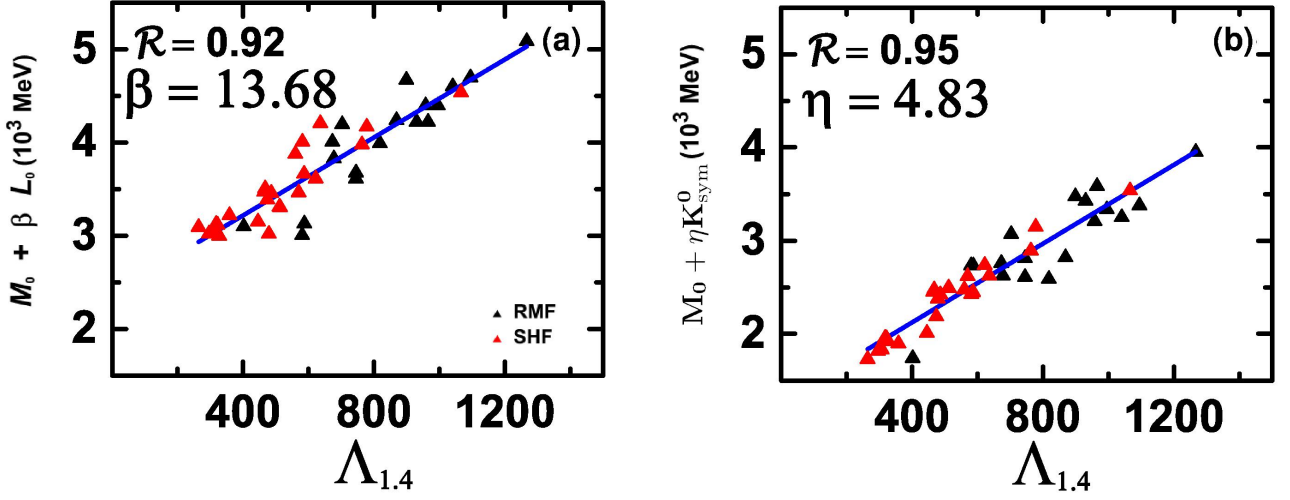 M₀ + β L₀ (10³ MeV)
5
4
3
2
ℛ = 0.92
β = 13.68
(a)
RMF
SHF
400
800
1200
Λ₁.₄
M₀ + ηK⁰sym (10³ MeV)
5
4
3
2
ℛ = 0.95
η = 4.83
(b)
400
800
1200
Λ₁.₄